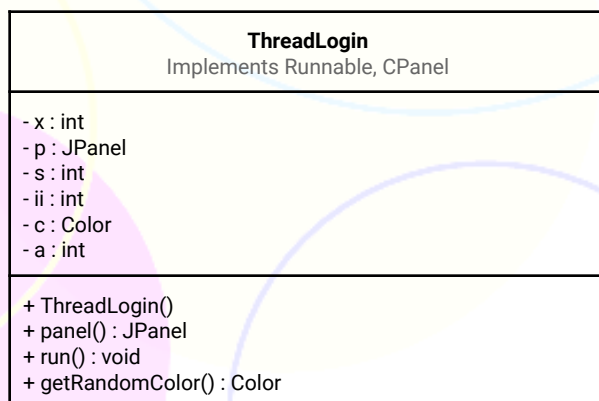 ThreadLogin
Implements Runnable, CPanel
- x : int
- p : JPanel
- s : int
- ii : int
- c : Color
- a : int
+ ThreadLogin()
+ panel() : JPanel
+ run() : void
+ getRandomColor() : Color